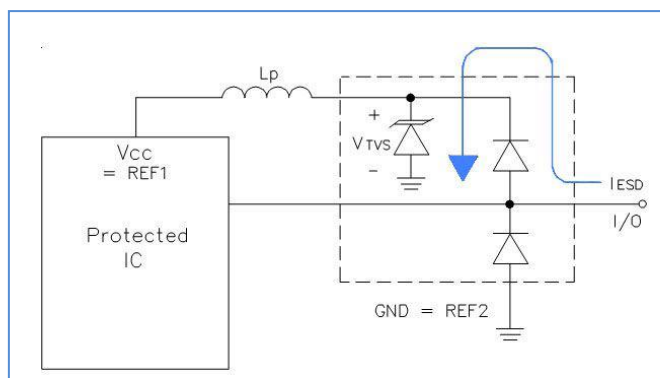 Lp
+
VTVS
-
VCC
= REF1
Protected
IC
IESD
I/O
GND = REF2